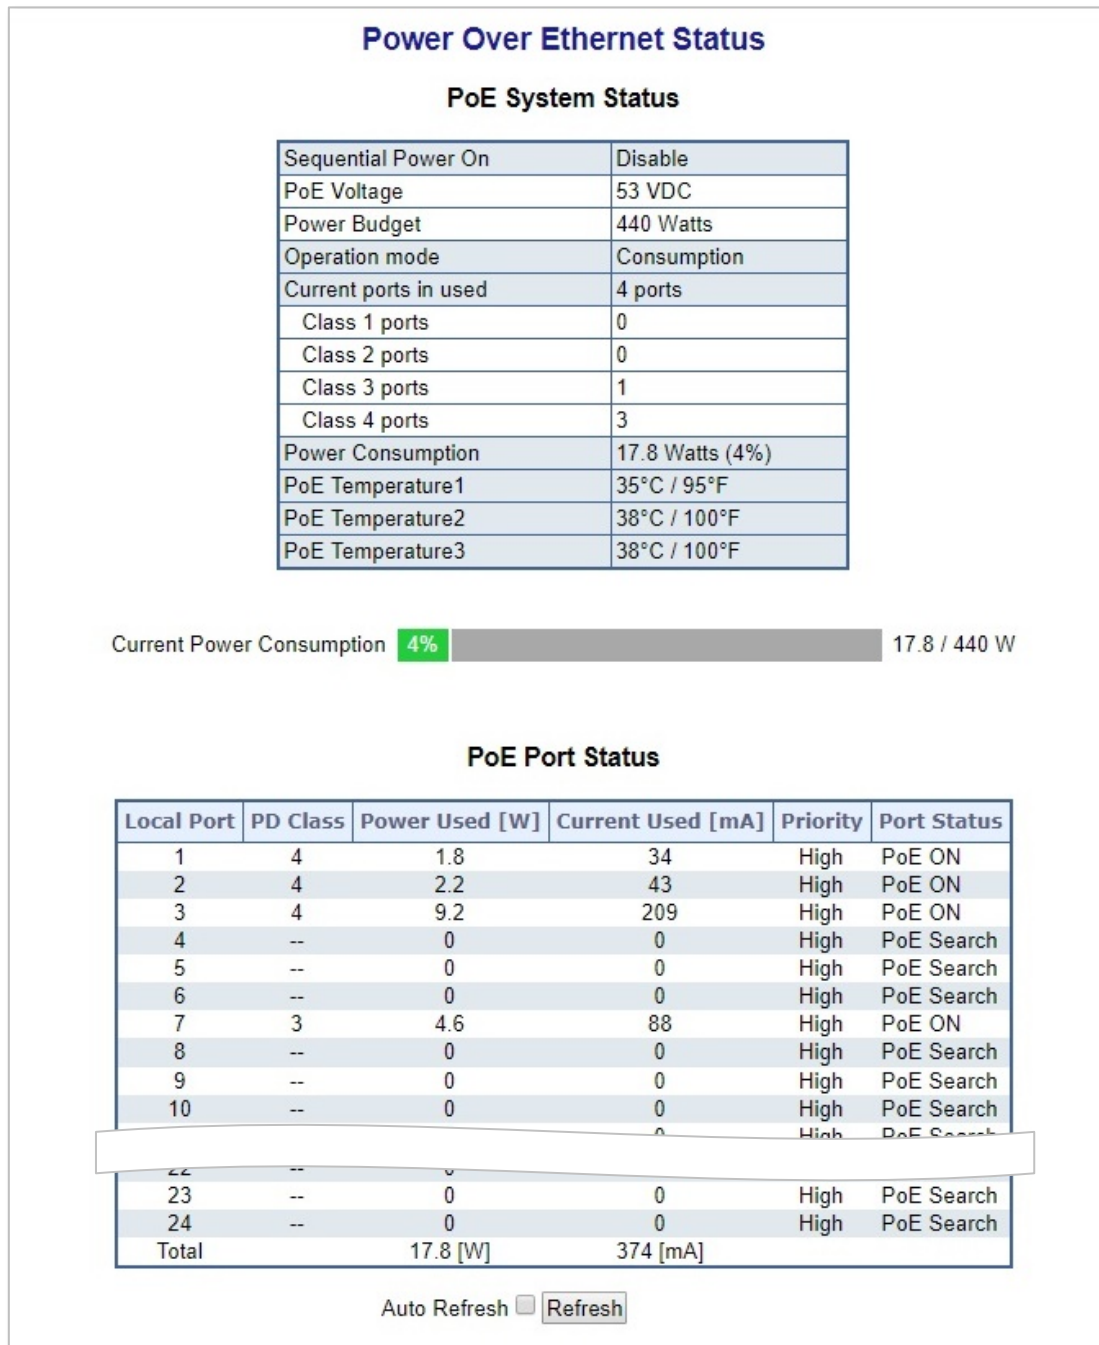 Power Over Ethernet Status
PoE System Status
Sequential Power On Disable
PoE Voltage 53 VDC
Power Budget 440 Watts
Operation mode Consumption
Current ports in used 4 ports
Class 1 ports 0
Class 2 ports 0
Class 3 ports 1
Class 4 ports 3
Power Consumption 17.8 Watts (4%)
PoE Temperature1 35°C / 95°F
PoE Temperature2 38°C / 100°F
PoE Temperature3 38°C / 100°F
Current Power Consumption 4% 17.8 / 440 W
PoE Port Status
Local Port PD Class Power Used [W] Current Used [mA] Priority Port Status
1 4 1.8 34 High PoE ON
2 4 2.2 43 High PoE ON
3 4 9.2 209 High PoE ON
4 -- 0 0 High PoE Search
5 -- 0 0 High PoE Search
6 -- 0 0 High PoE Search
7 3 4.6 88 High PoE ON
8 -- 0 0 High PoE Search
9 -- 0 0 High PoE Search
10 -- 0 0 High PoE Search
0 High PoE Search
22 -- 0
23 -- 0 0 High PoE Search
24 -- 0 0 High PoE Search
Total 17.8 [W] 374 [mA]
Auto Refresh Refresh